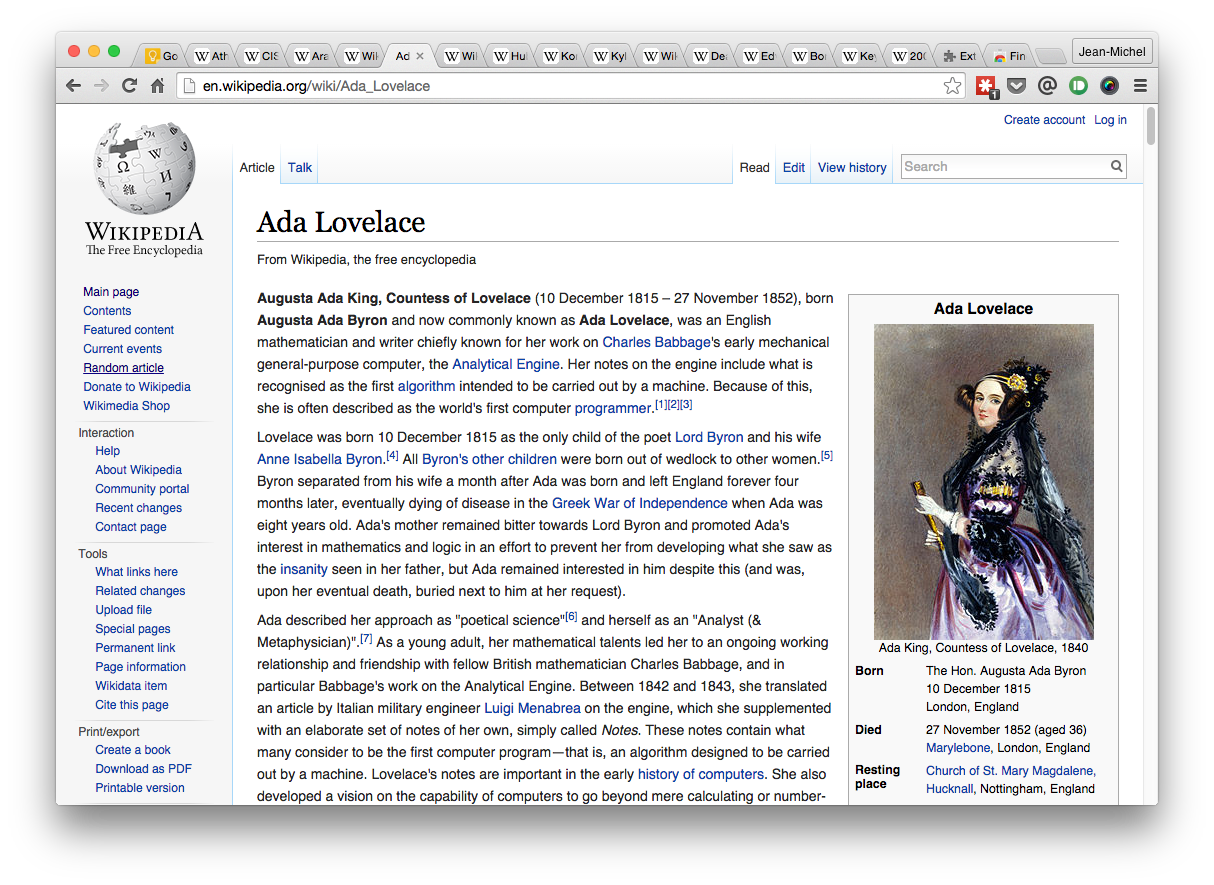 Go
Ath
CIS
Ara
Wik
Ad
Wil
Hu
Ko
Kyl
Wik
De
Ed
Bo
Key
200
Ext
Fin
Jean-Michel
en.wikipedia.org/wiki/Ada_Lovelace
1
Create account Log in
Article Talk
Read Edit View history Search
WIKIPEDIA
The Free Encyclopedia
Main page
Contents
Featured content
Current events
Random article
Donate to Wikipedia
Wikimedia Shop
Interaction
Help
About Wikipedia
Community portal
Recent changes
Contact page
Tools
What links here
Related changes
Upload file
Special pages
Permanent link
Page information
Wikidata item
Cite this page
Print/export
Create a book
Download as PDF
Printable version
Ada Lovelace
From Wikipedia, the free encyclopedia
Augusta Ada King, Countess of Lovelace (10 December 1815 – 27 November 1852), born
Augusta Ada Byron and now commonly known as Ada Lovelace, was an English
mathematician and writer chiefly known for her work on Charles Babbage's early mechanical
general-purpose computer, the Analytical Engine. Her notes on the engine include what is
recognised as the first algorithm intended to be carried out by a machine. Because of this,
she is often described as the world's first computer programmer.[1][2][3]
Lovelace was born 10 December 1815 as the only child of the poet Lord Byron and his wife
Anne Isabella Byron.[4] All Byron's other children were born out of wedlock to other women.[5]
Byron separated from his wife a month after Ada was born and left England forever four
months later, eventually dying of disease in the Greek War of Independence when Ada was
eight years old. Ada's mother remained bitter towards Lord Byron and promoted Ada's
interest in mathematics and logic in an effort to prevent her from developing what she saw as
the insanity seen in her father, but Ada remained interested in him despite this (and was,
upon her eventual death, buried next to him at her request).
Ada described her approach as "poetical science"[6] and herself as an "Analyst (&
Metaphysician)".[7] As a young adult, her mathematical talents led her to an ongoing working
relationship and friendship with fellow British mathematician Charles Babbage, and in
particular Babbage's work on the Analytical Engine. Between 1842 and 1843, she translated
an article by Italian military engineer Luigi Menabrea on the engine, which she supplemented
with an elaborate set of notes of her own, simply called Notes. These notes contain what
many consider to be the first computer program—that is, an algorithm designed to be carried
out by a machine. Lovelace's notes are important in the early history of computers. She also
developed a vision on the capability of computers to go beyond mere calculating or number-
Ada Lovelace
Ada King, Countess of Lovelace, 1840
Born The Hon. Augusta Ada Byron
10 December 1815
London, England
Died 27 November 1852 (aged 36)
Marylebone, London, England
Resting Church of St. Mary Magdalene,
place Hucknall, Nottingham, England